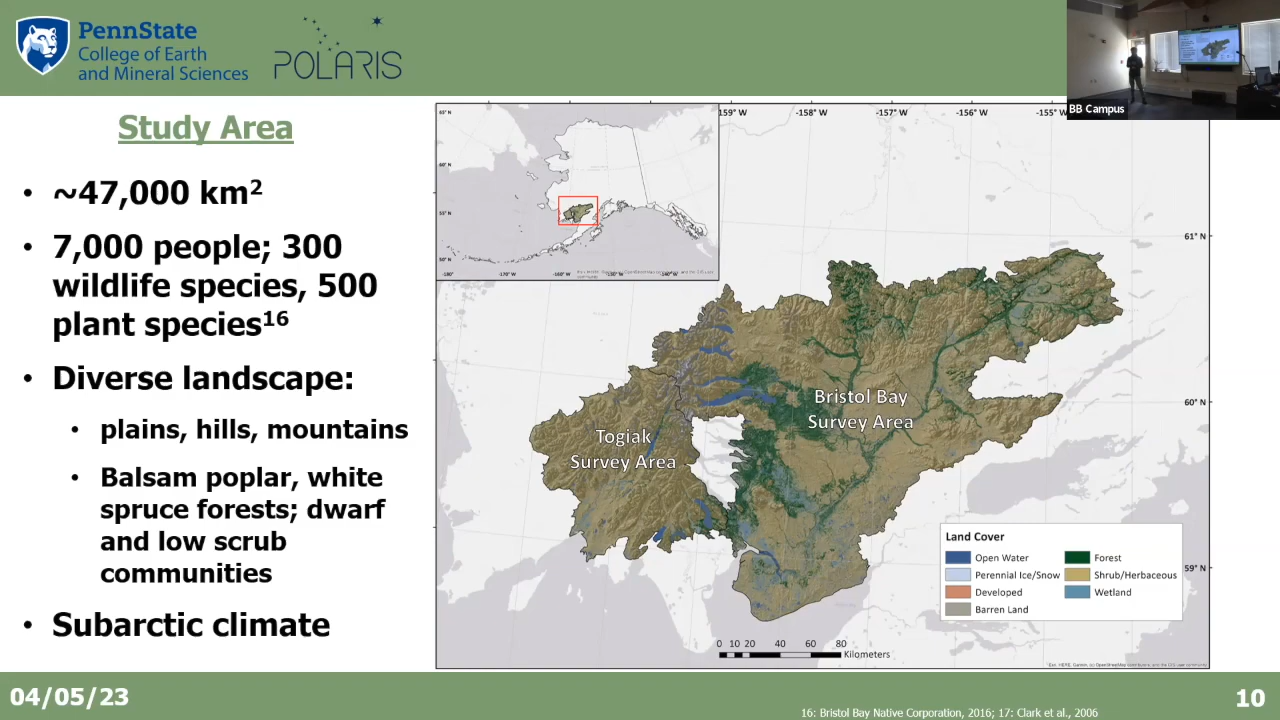 PennState
College of Earth
and Mineral Sciences
POLARIS
BB Campus
Study Area
• ~47,000 km²
• 7,000 people; 300
wildlife species, 500
plant species¹⁶
• Diverse landscape:
• plains, hills, mountains
• Balsam poplar, white
spruce forests; dwarf
and low scrub
communities
• Subarctic climate
159° W
-158° W
-157° W
-156° W
-155° W
61° N
60° N
59° N
Bristol Bay
Survey Area
Togiak
Survey Area
Land Cover
Open Water
Perennial Ice/Snow
Developed
Barren Land
Forest
Shrub/Herbaceous
Wetland
0 10 20 40 60 80
Kilometers
04/05/23
16: Bristol Bay Native Corporation, 2016; 17: Clark et al., 2006
10